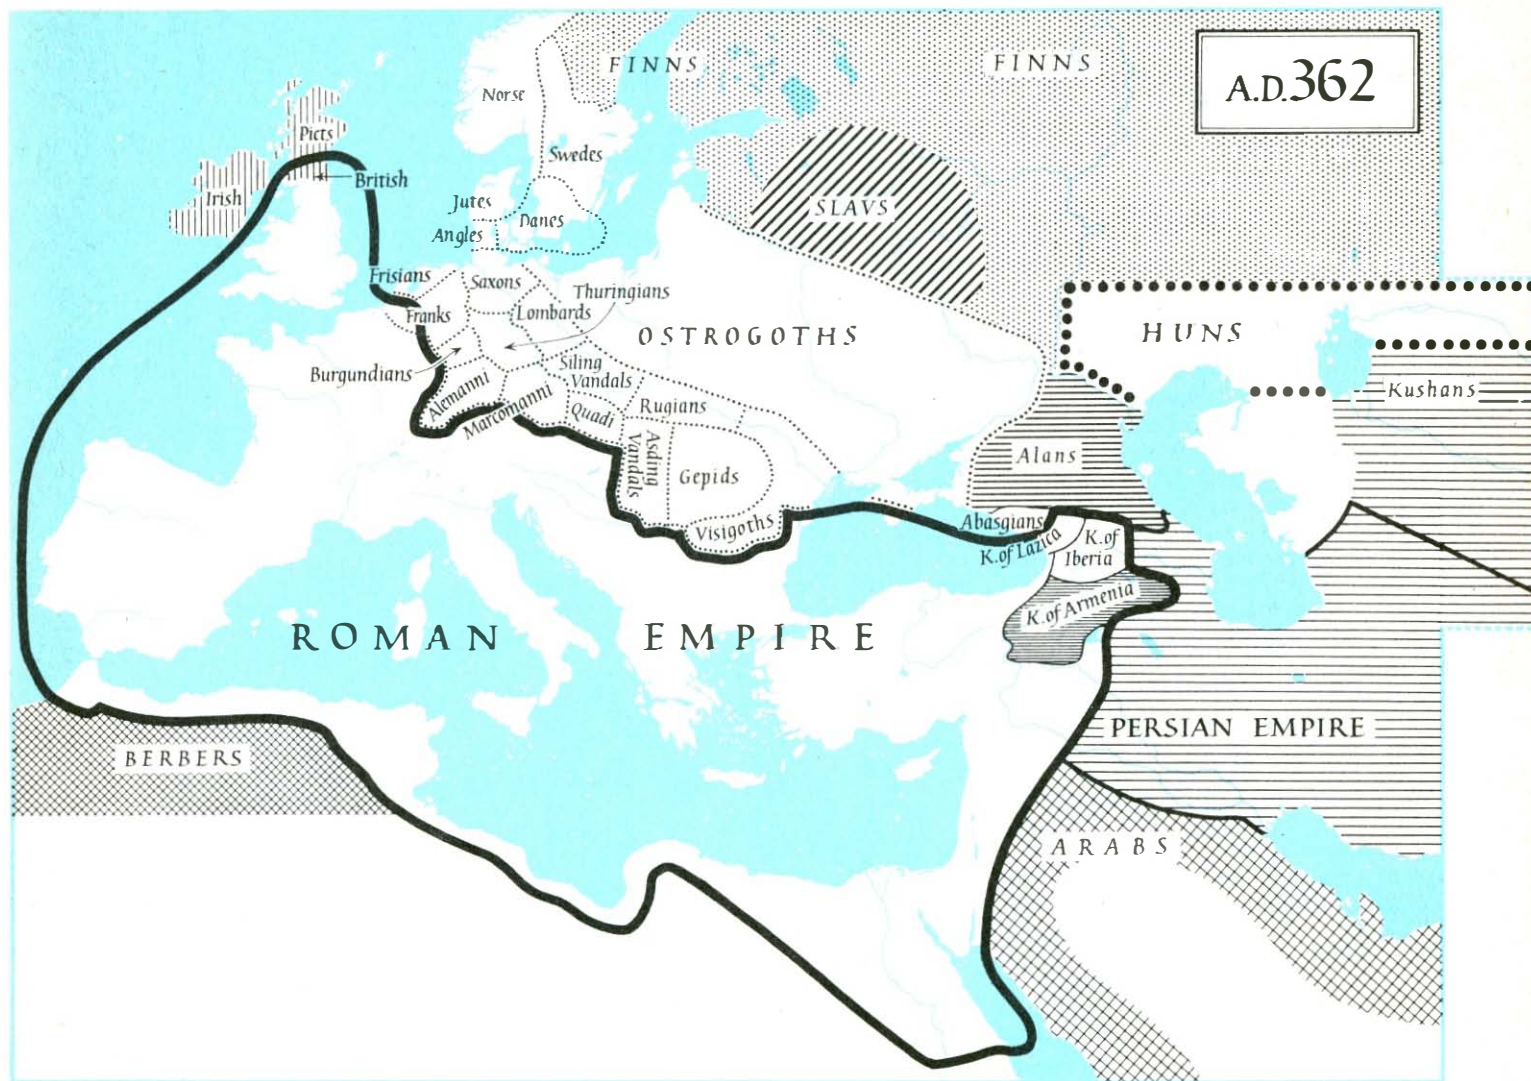 FINNS
FINNS
A.D.362
Norse
Picts
Swedes
British
Irish
Jutes
Danes
SLAVS
Angles
Frisians
Saxons
Thuringians
Franks
Lombards
OSTROGOTHS
HUNS
Burgundians
Siling
Vandals
Kushans
Alemanni
Marcomanni
Quadi
Rugians
Asding
Vandals
Alans
Gepids
Visigoths
Abasgians
K.of Lazica
K.of
Iberia
K.of Armenia
ROMAN EMPIRE
PERSIAN EMPIRE
BERBERS
ARABS